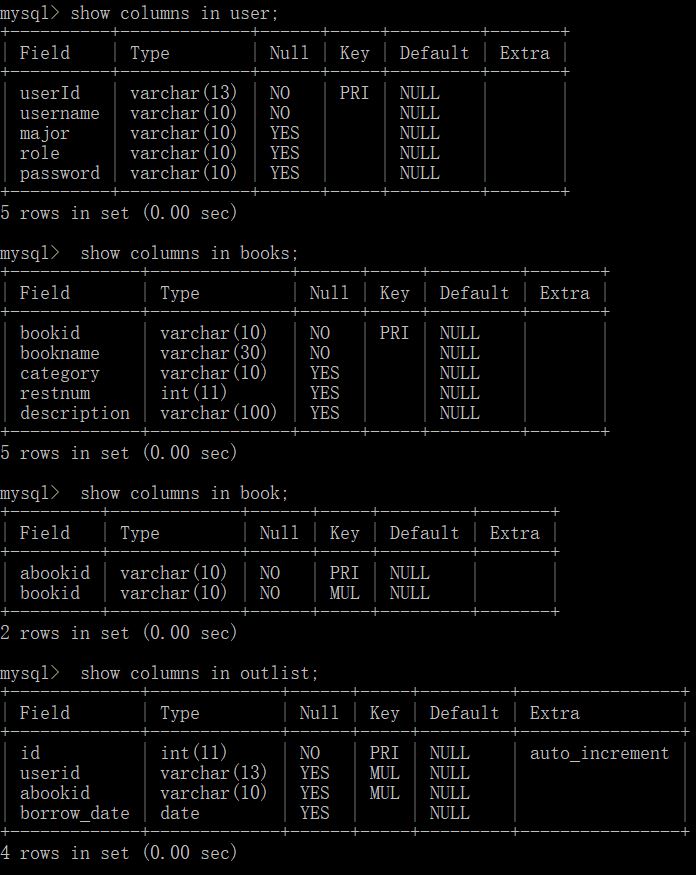 mysql> show columns in user;
+----------+-------------+------+-----+---------+-------+
| Field    | Type        | Null | Key | Default | Extra |
+----------+-------------+------+-----+---------+-------+
| userId   | varchar(13) | NO   | PRI | NULL    |       |
| username | varchar(10) | NO   |     | NULL    |       |
| major    | varchar(10) | YES  |     | NULL    |       |
| role     | varchar(10) | YES  |     | NULL    |       |
| password | varchar(10) | YES  |     | NULL    |       |
+----------+-------------+------+-----+---------+-------+
5 rows in set (0.00 sec)

mysql>  show columns in books;
+-------------+--------------+------+-----+---------+-------+
| Field       | Type         | Null | Key | Default | Extra |
+-------------+--------------+------+-----+---------+-------+
| bookid      | varchar(10)  | NO   | PRI | NULL    |       |
| bookname    | varchar(30)  | NO   |     | NULL    |       |
| category    | varchar(10)  | YES  |     | NULL    |       |
| restnum     | int(11)      | YES  |     | NULL    |       |
| description | varchar(100) | YES  |     | NULL    |       |
+-------------+--------------+------+-----+---------+-------+
5 rows in set (0.00 sec)

mysql>  show columns in book;
+---------+-------------+------+-----+---------+-------+
| Field   | Type        | Null | Key | Default | Extra |
+---------+-------------+------+-----+---------+-------+
| abookid | varchar(10) | NO   | PRI | NULL    |       |
| bookid  | varchar(10) | NO   | MUL | NULL    |       |
+---------+-------------+------+-----+---------+-------+
2 rows in set (0.00 sec)

mysql>  show columns in outlist;
+-------------+-------------+------+-----+---------+----------------+
| Field       | Type        | Null | Key | Default | Extra          |
+-------------+-------------+------+-----+---------+----------------+
| id          | int(11)     | NO   | PRI | NULL    | auto_increment |
| userid      | varchar(13) | YES  | MUL | NULL    |                |
| abookid     | varchar(10) | YES  | MUL | NULL    |                |
| borrow_date | date        | YES  |     | NULL    |                |
+-------------+-------------+------+-----+---------+----------------+
4 rows in set (0.00 sec)